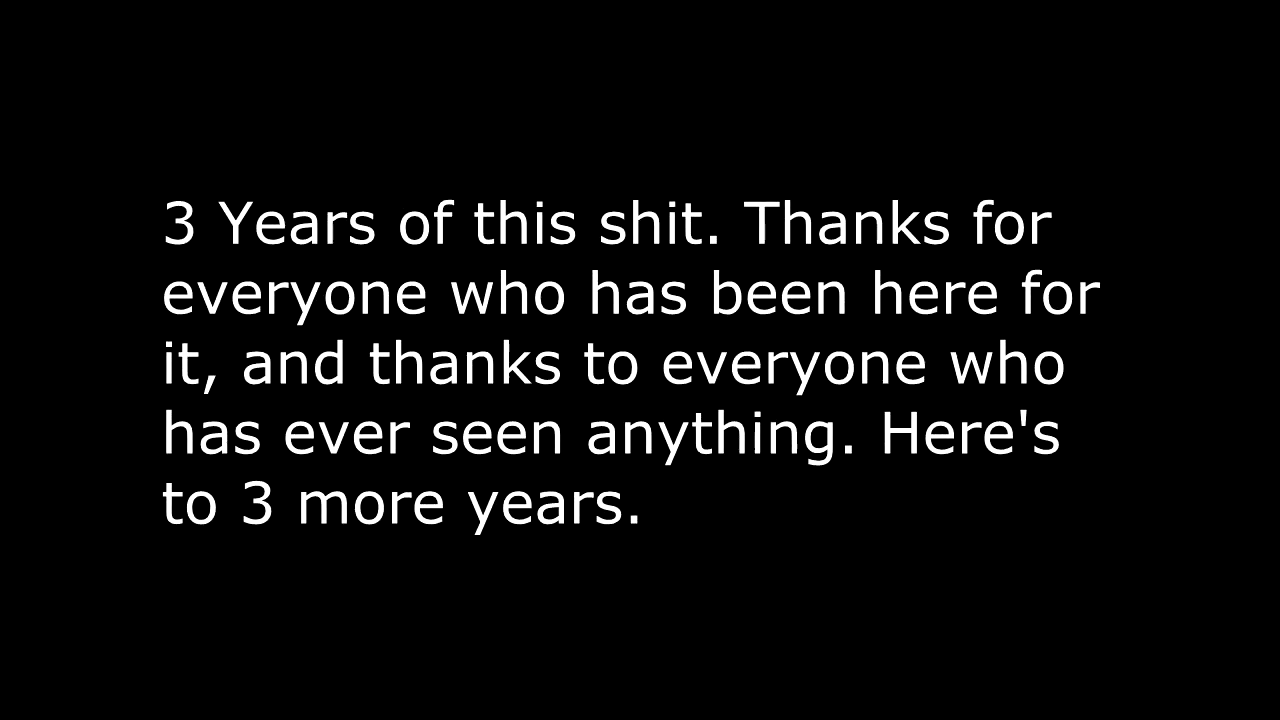 3 Years of this shit. Thanks for
everyone who has been here for
it, and thanks to everyone who
has ever seen anything. Here's
to 3 more years.